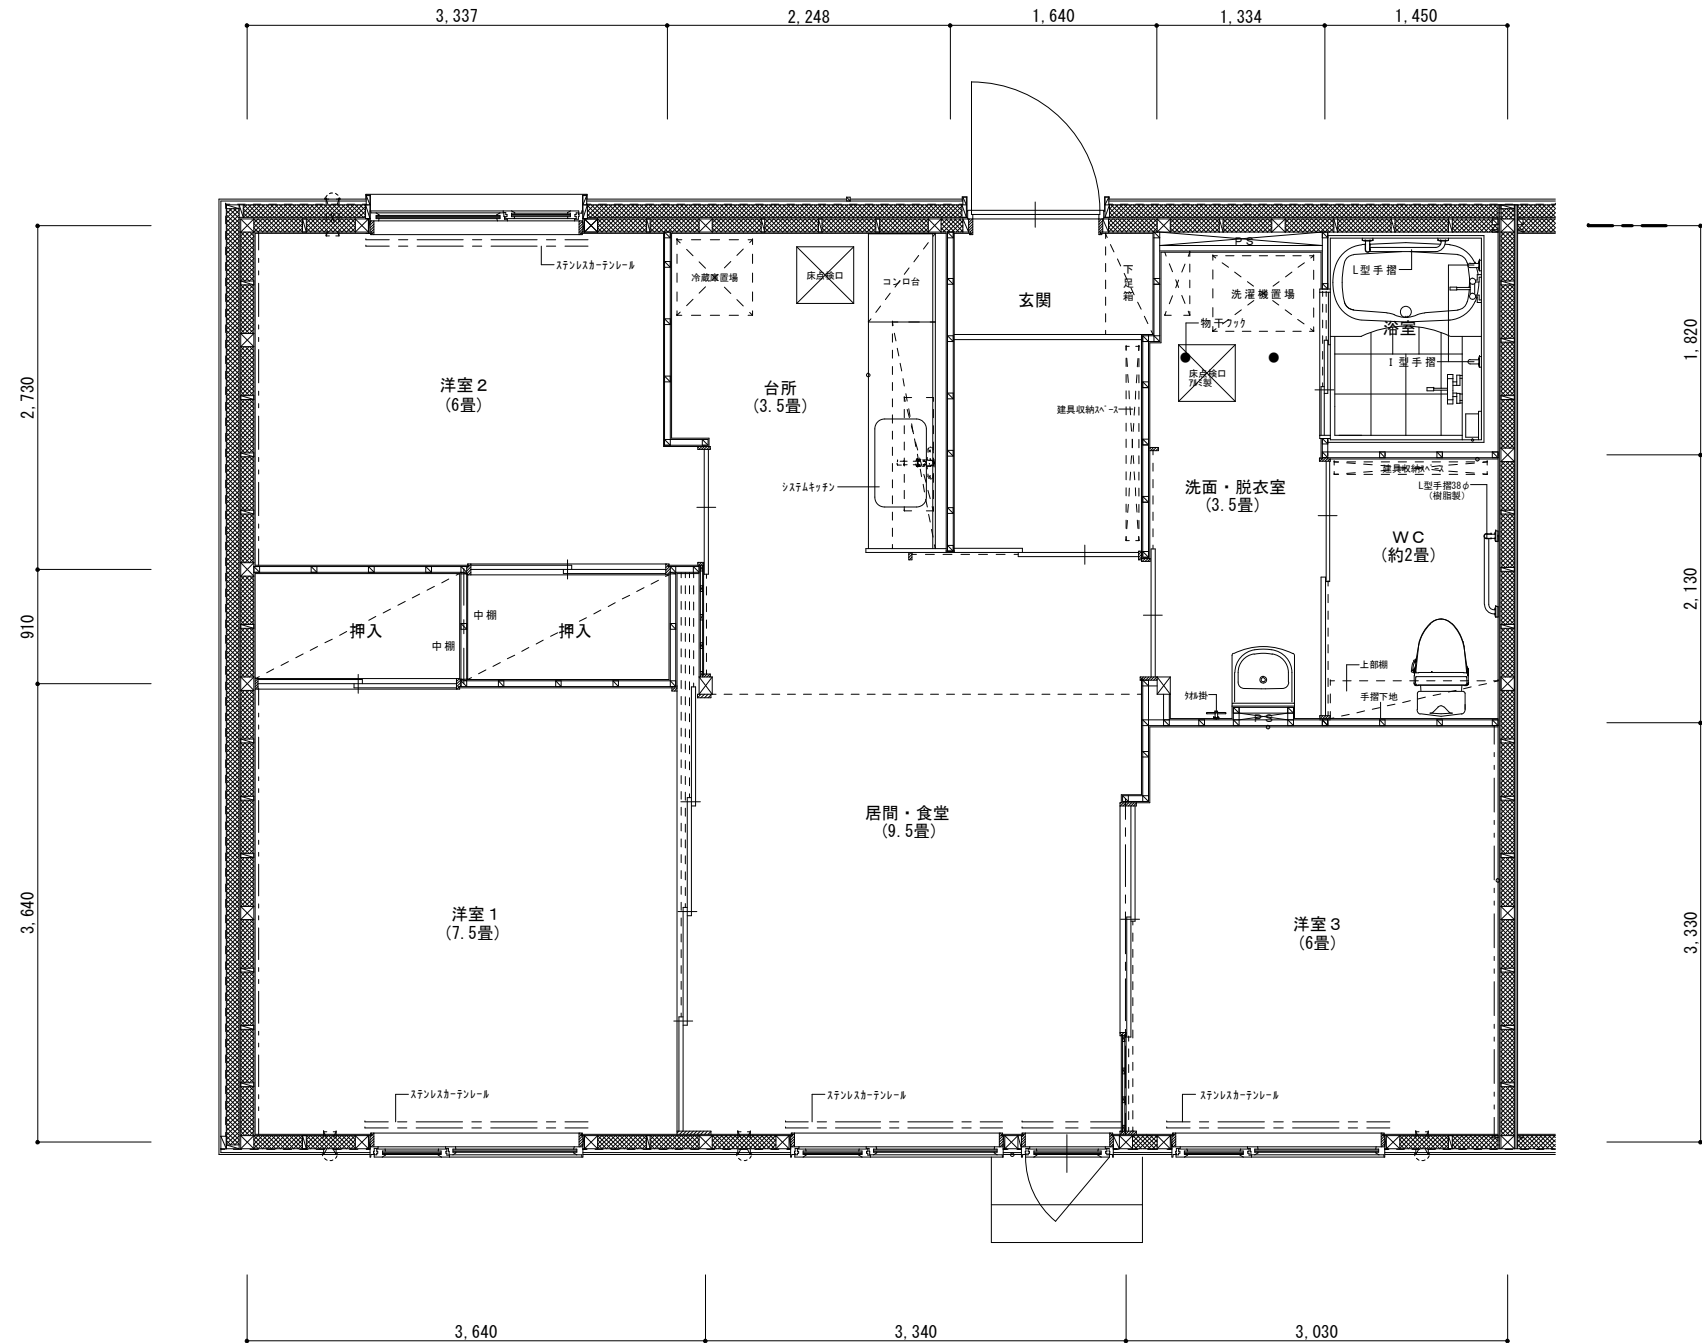 3,337
2,248
1,640
1,334
1,450
ステンレスカーテンレール
冷蔵庫置場
床点検口
コンロ台
玄関
下足箱
PS
洗濯機置場
物干フック
床点検口
アルミ製
L型手摺
浴室
I型手摺
1,820
2,730
洋室2
(6畳)
台所
(3.5畳)
建具収納スペース
システムキッチン
洗面・脱衣室
(3.5畳)
建具収納スペース
L型手摺38φ
(樹脂製)
WC
(約2畳)
2,130
910
押入
中棚
中棚
押入
上部棚
手摺下地
タオル掛
PS
居間・食堂
(9.5畳)
3,640
洋室1
(7.5畳)
洋室3
(6畳)
3,330
ステンレスカーテンレール
ステンレスカーテンレール
ステンレスカーテンレール
3,640
3,340
3,030